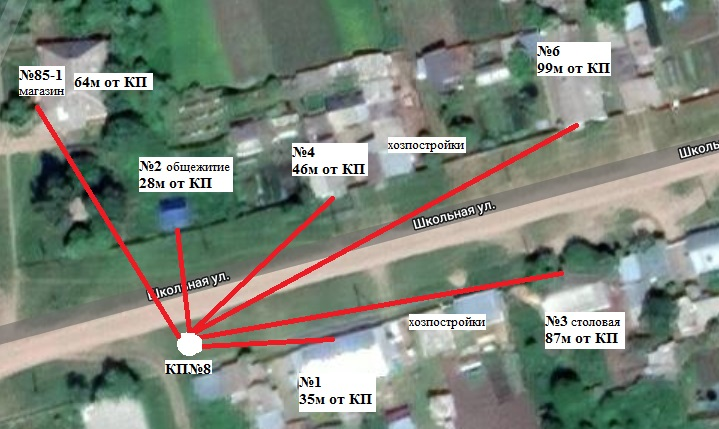 №6
99м от КП
№85-1
магазин
64м от КП
хозпостройки
№4
46м от КП
№2 общежитие
28м от КП
Школь
Школьная ул.
Школьная ул.
хозпостройки
№3 столовая
87м от КП
КП№8
№1
35м от КП